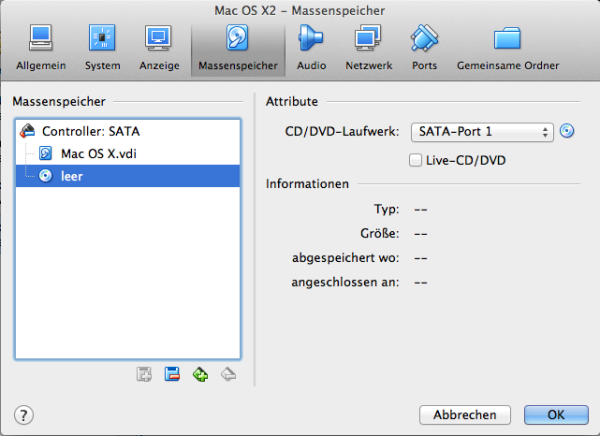 Mac OS X2 – Massenspeicher
Allgemein System Anzeige Massenspeicher Audio Netzwerk Ports Gemeinsame Ordner
Massenspeicher
Controller: SATA
Mac OS X.vdi
leer
Attribute
CD/DVD-Laufwerk: SATA-Port 1
Live-CD/DVD
Informationen
Typ: --
Größe: --
abgespeichert wo: --
angeschlossen an: --
?
Abbrechen OK